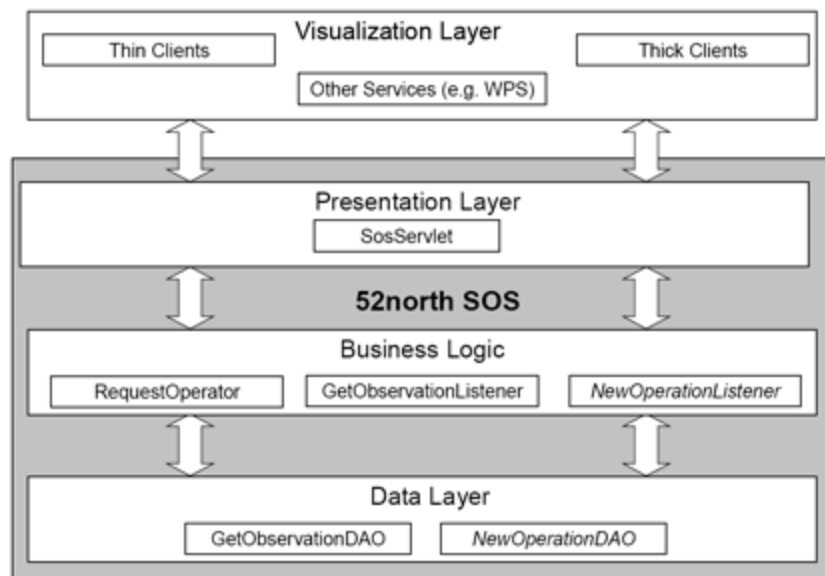 Visualization Layer
Thin Clients
Thick Clients
Other Services (e.g. WPS)
Presentation Layer
SosServlet
52north SOS
Business Logic
RequestOperator
GetObservationListener
NewOperationListener
Data Layer
GetObservationDAO
NewOperationDAO